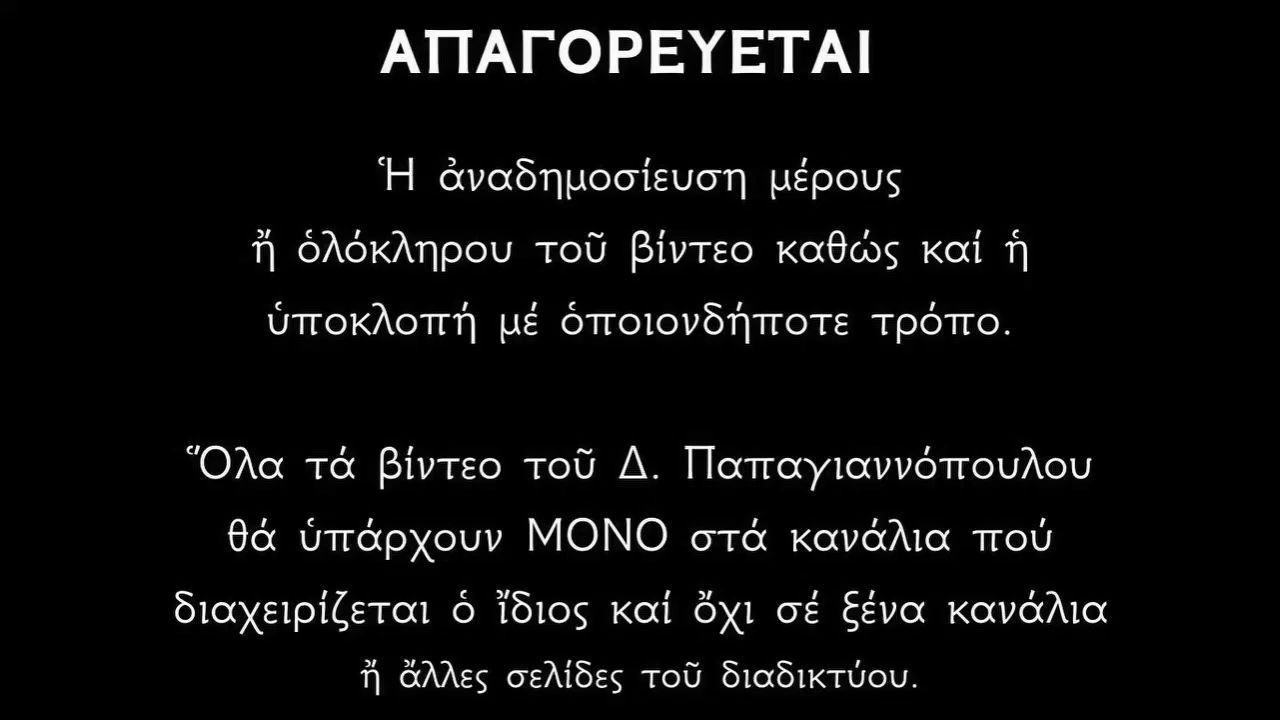 ΑΠΑΓΟΡΕΥΕΤΑΙ
Ἡ ἀναδημοσίευση μέρους
ἤ ὁλόκληρου τοῦ βίντεο καθώς καί ἡ
ὑποκλοπή μέ ὁποιονδήποτε τρόπο.
Ὅλα τά βίντεο τοῦ Δ. Παπαγιαννόπουλου
θά ὑπάρχουν ΜΟΝΟ στά κανάλια πού
διαχειρίζεται ὁ ἴδιος καί ὄχι σέ ξένα κανάλια
ἤ ἄλλες σελίδες τοῦ διαδικτύου.